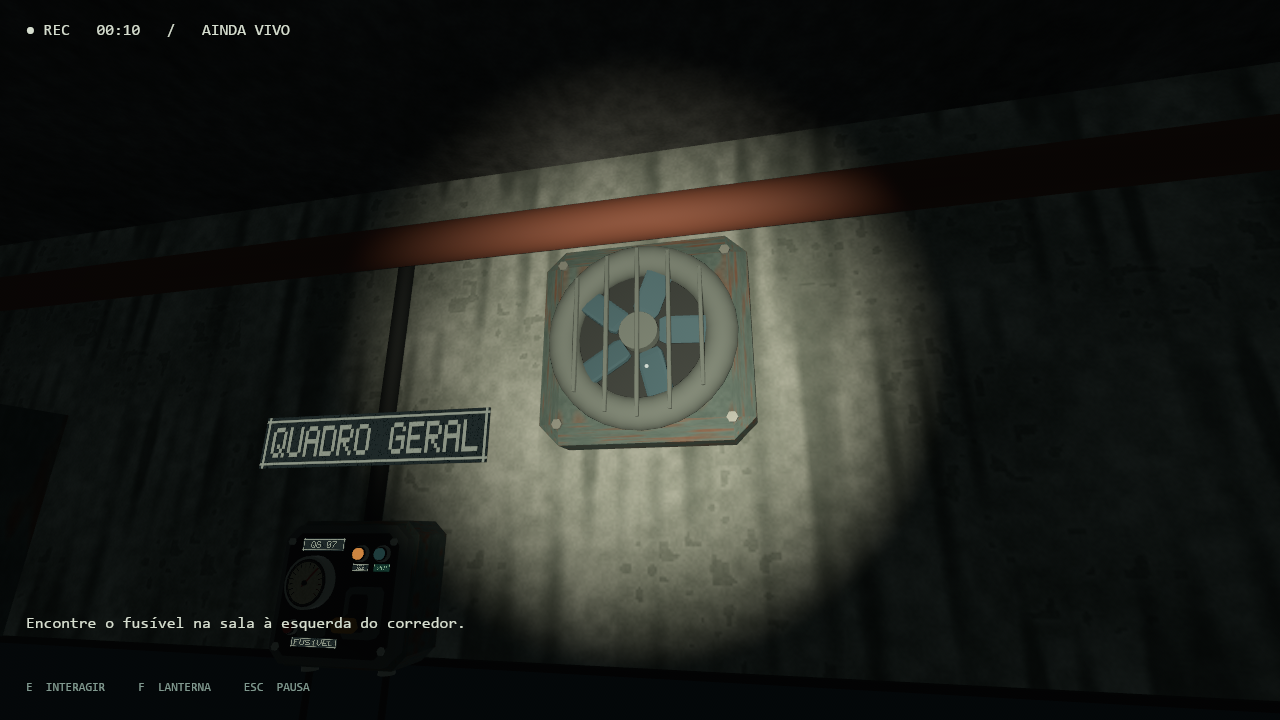 REC 00:10 / AINDA VIVO
QUADRO GERAL
QS 07
FUSÍVEL
Encontre o fusível na sala à esquerda do corredor.
E INTERAGIR F LANTERNA ESC PAUSA